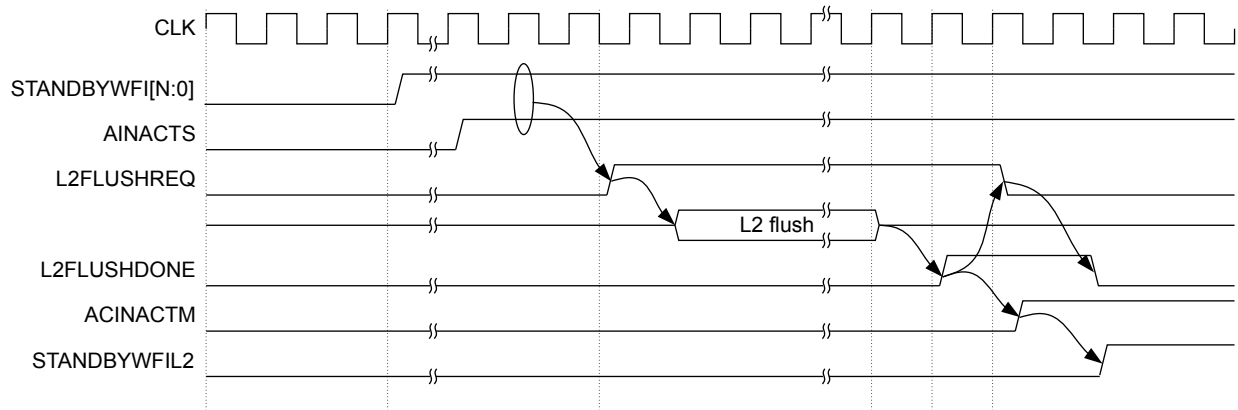 CLK
STANDBYWFI[N:0]
AINACTS
L2FLUSHREQ
L2 flush
L2FLUSHDONE
ACINACTM
STANDBYWFIL2